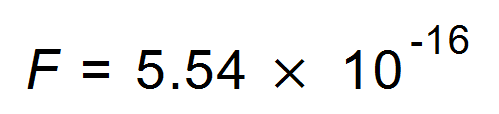 F = 5.54 × 10⁻¹⁶